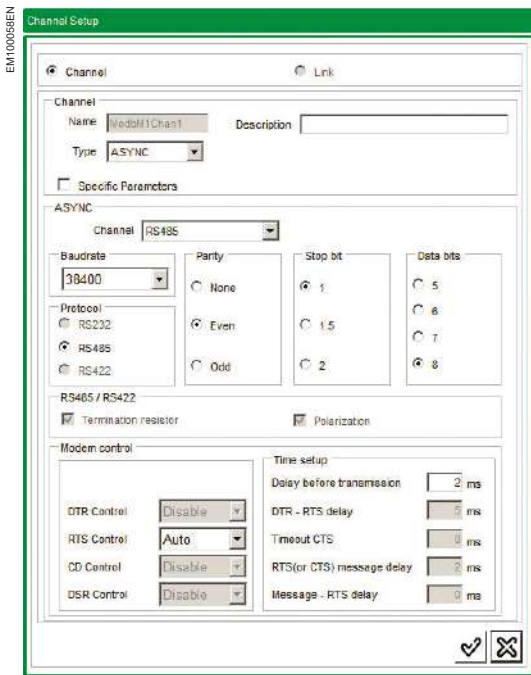 EM100058EN
Channel Setup
Channel
Link
Channel
Name ModbM1Chan1 Description
Type ASYNC
Specific Parameters
ASYNC
Channel RS485
Baudrate
38400
Parity
None
Even
Odd
Stop bit
1
1.5
2
Data bits
5
6
7
8
Protocol
RS232
RS485
RS422
RS485 / RS422
Termination resistor
Polarization
Modem control
DTR Control Disable
RTS Control Auto
CD Control Disable
DSR Control Disable
Time setup
Delay before transmission 2 ms
DTR - RTS delay 5 ms
Timeout CTS 0 ms
RTS(or CTS) message delay 2 ms
Message - RTS delay 0 ms